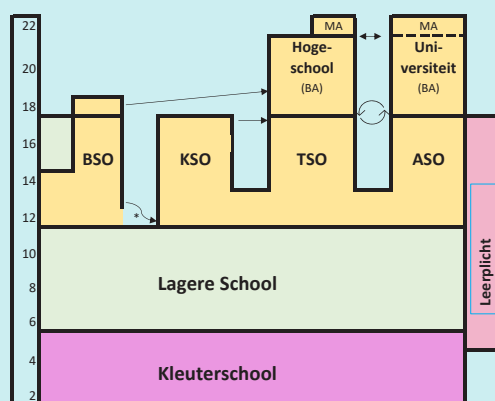 22
20
18
16
14
12
10
8
6
4
2
MA
MA
Hoge-
school
(BA)
Uni-
versiteit
(BA)
BSO
KSO
TSO
ASO
*
Lagere School
Kleuterschool
Leerplicht